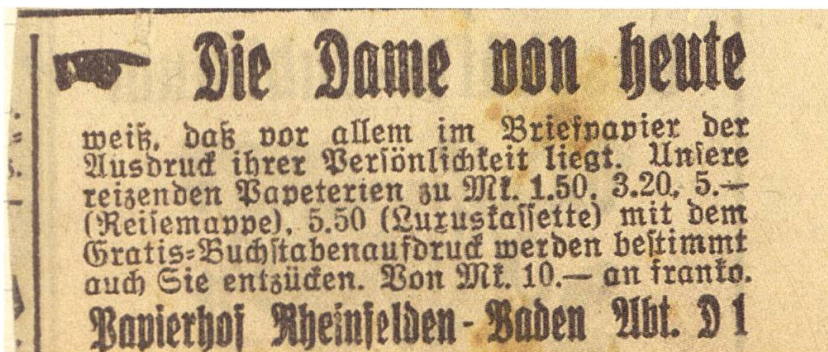 Die Dame von heute
weiß, daß vor allem im Briefpapier der
Ausdruck ihrer Persönlichkeit liegt. Unsere
reizenden Papeterien zu Mk. 1.50, 3.20, 5.—
(Reisemappe), 5.50 (Luxuskassette) mit dem
Gratis=Buchstabenaufdruck werden bestimmt
auch Sie entzücken. Von Mk. 10.— an franko.
Papierhof Rheinfelden - Baden Abt. D 1